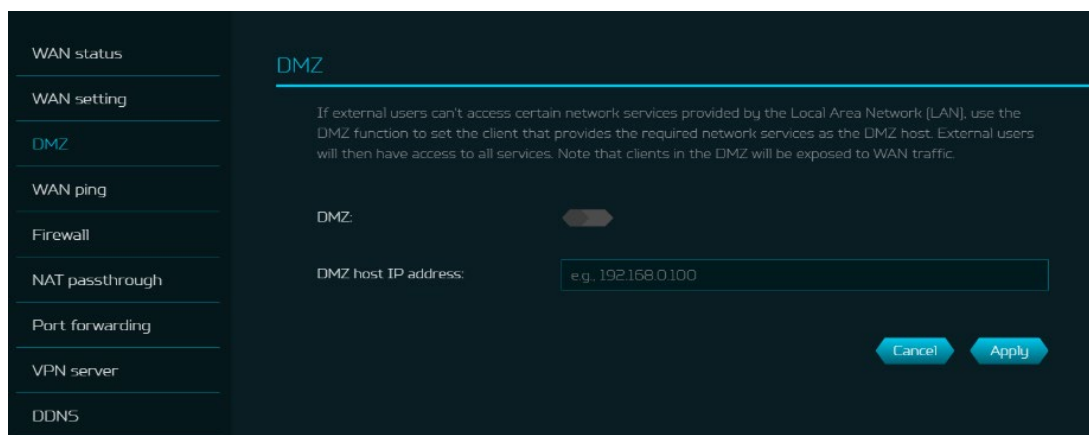 WAN status
WAN setting
DMZ
WAN ping
Firewall
NAT passthrough
Port forwarding
VPN server
DDNS
DMZ
If external users can't access certain network services provided by the Local Area Network (LAN), use the
DMZ function to set the client that provides the required network services as the DMZ host. External users
will then have access to all services. Note that clients in the DMZ will be exposed to WAN traffic.
DMZ:
DMZ host IP address:
e.g., 192.168.0.100
Cancel
Apply